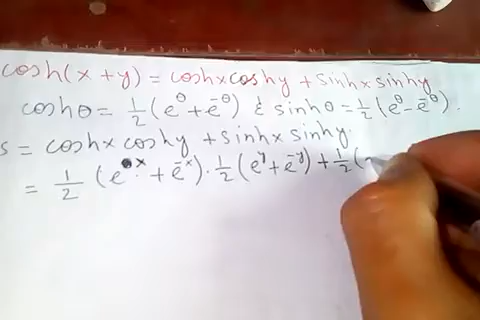 cosh(x + y) = coshx coshy + sinhx sinhy
coshθ = 1/2 (e^θ + e^-θ) & sinhθ = 1/2 (e^θ - e^-θ).
s = coshx coshy + sinhx sinhy.
= 1/2 (e^x + e^-x) . 1/2 (e^y + e^-y) + 1/2 (